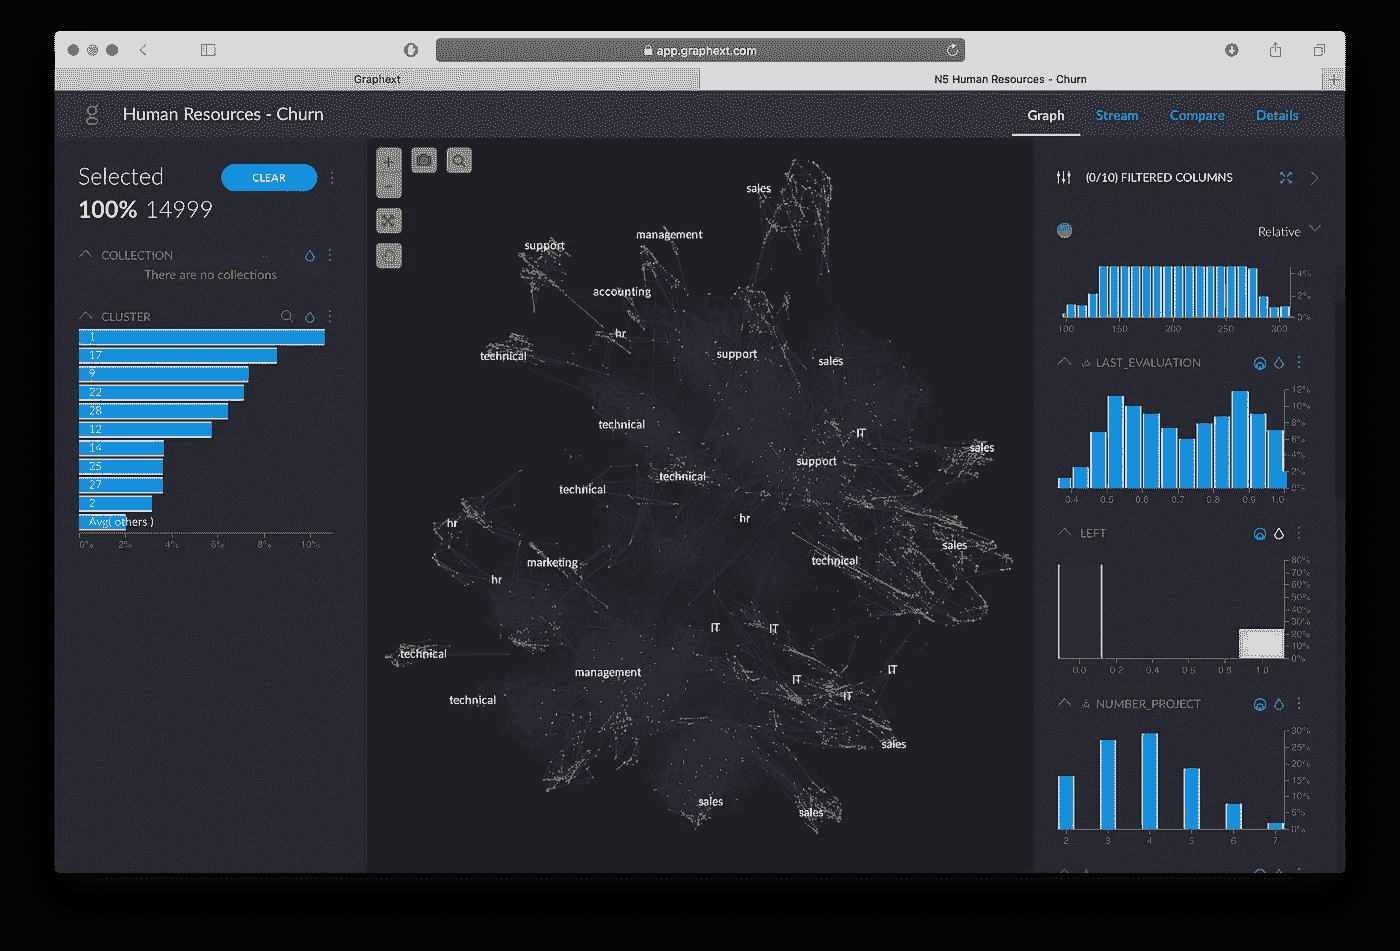 app.graphext.com
Graphext
N5 Human Resources - Churn
g Human Resources - Churn
Graph Stream Compare Details
Selected
CLEAR
100% 14999
COLLECTION
There are no collections
CLUSTER
1
17
9
22
28
12
14
25
27
2
Avg( others )
0% 2% 4% 6% 8% 10%
sales
management
support
accounting
hr
technical
support
sales
technical
IT
support
sales
technical
technical
hr
hr
sales
marketing
technical
hr
IT
IT
technical
management
IT
IT
IT
technical
sales
sales
sales
(0/10) FILTERED COLUMNS
Relative
4%
2%
0%
100 150 200 250 300
LAST_EVALUATION
12%
10%
8%
6%
4%
2%
0%
0.4 0.5 0.6 0.7 0.8 0.9 1.0
LEFT
80%
70%
60%
50%
40%
30%
20%
10%
0%
0.0 0.2 0.4 0.6 0.8 1.0
NUMBER_PROJECT
30%
25%
20%
15%
10%
5%
0%
2 3 4 5 6 7